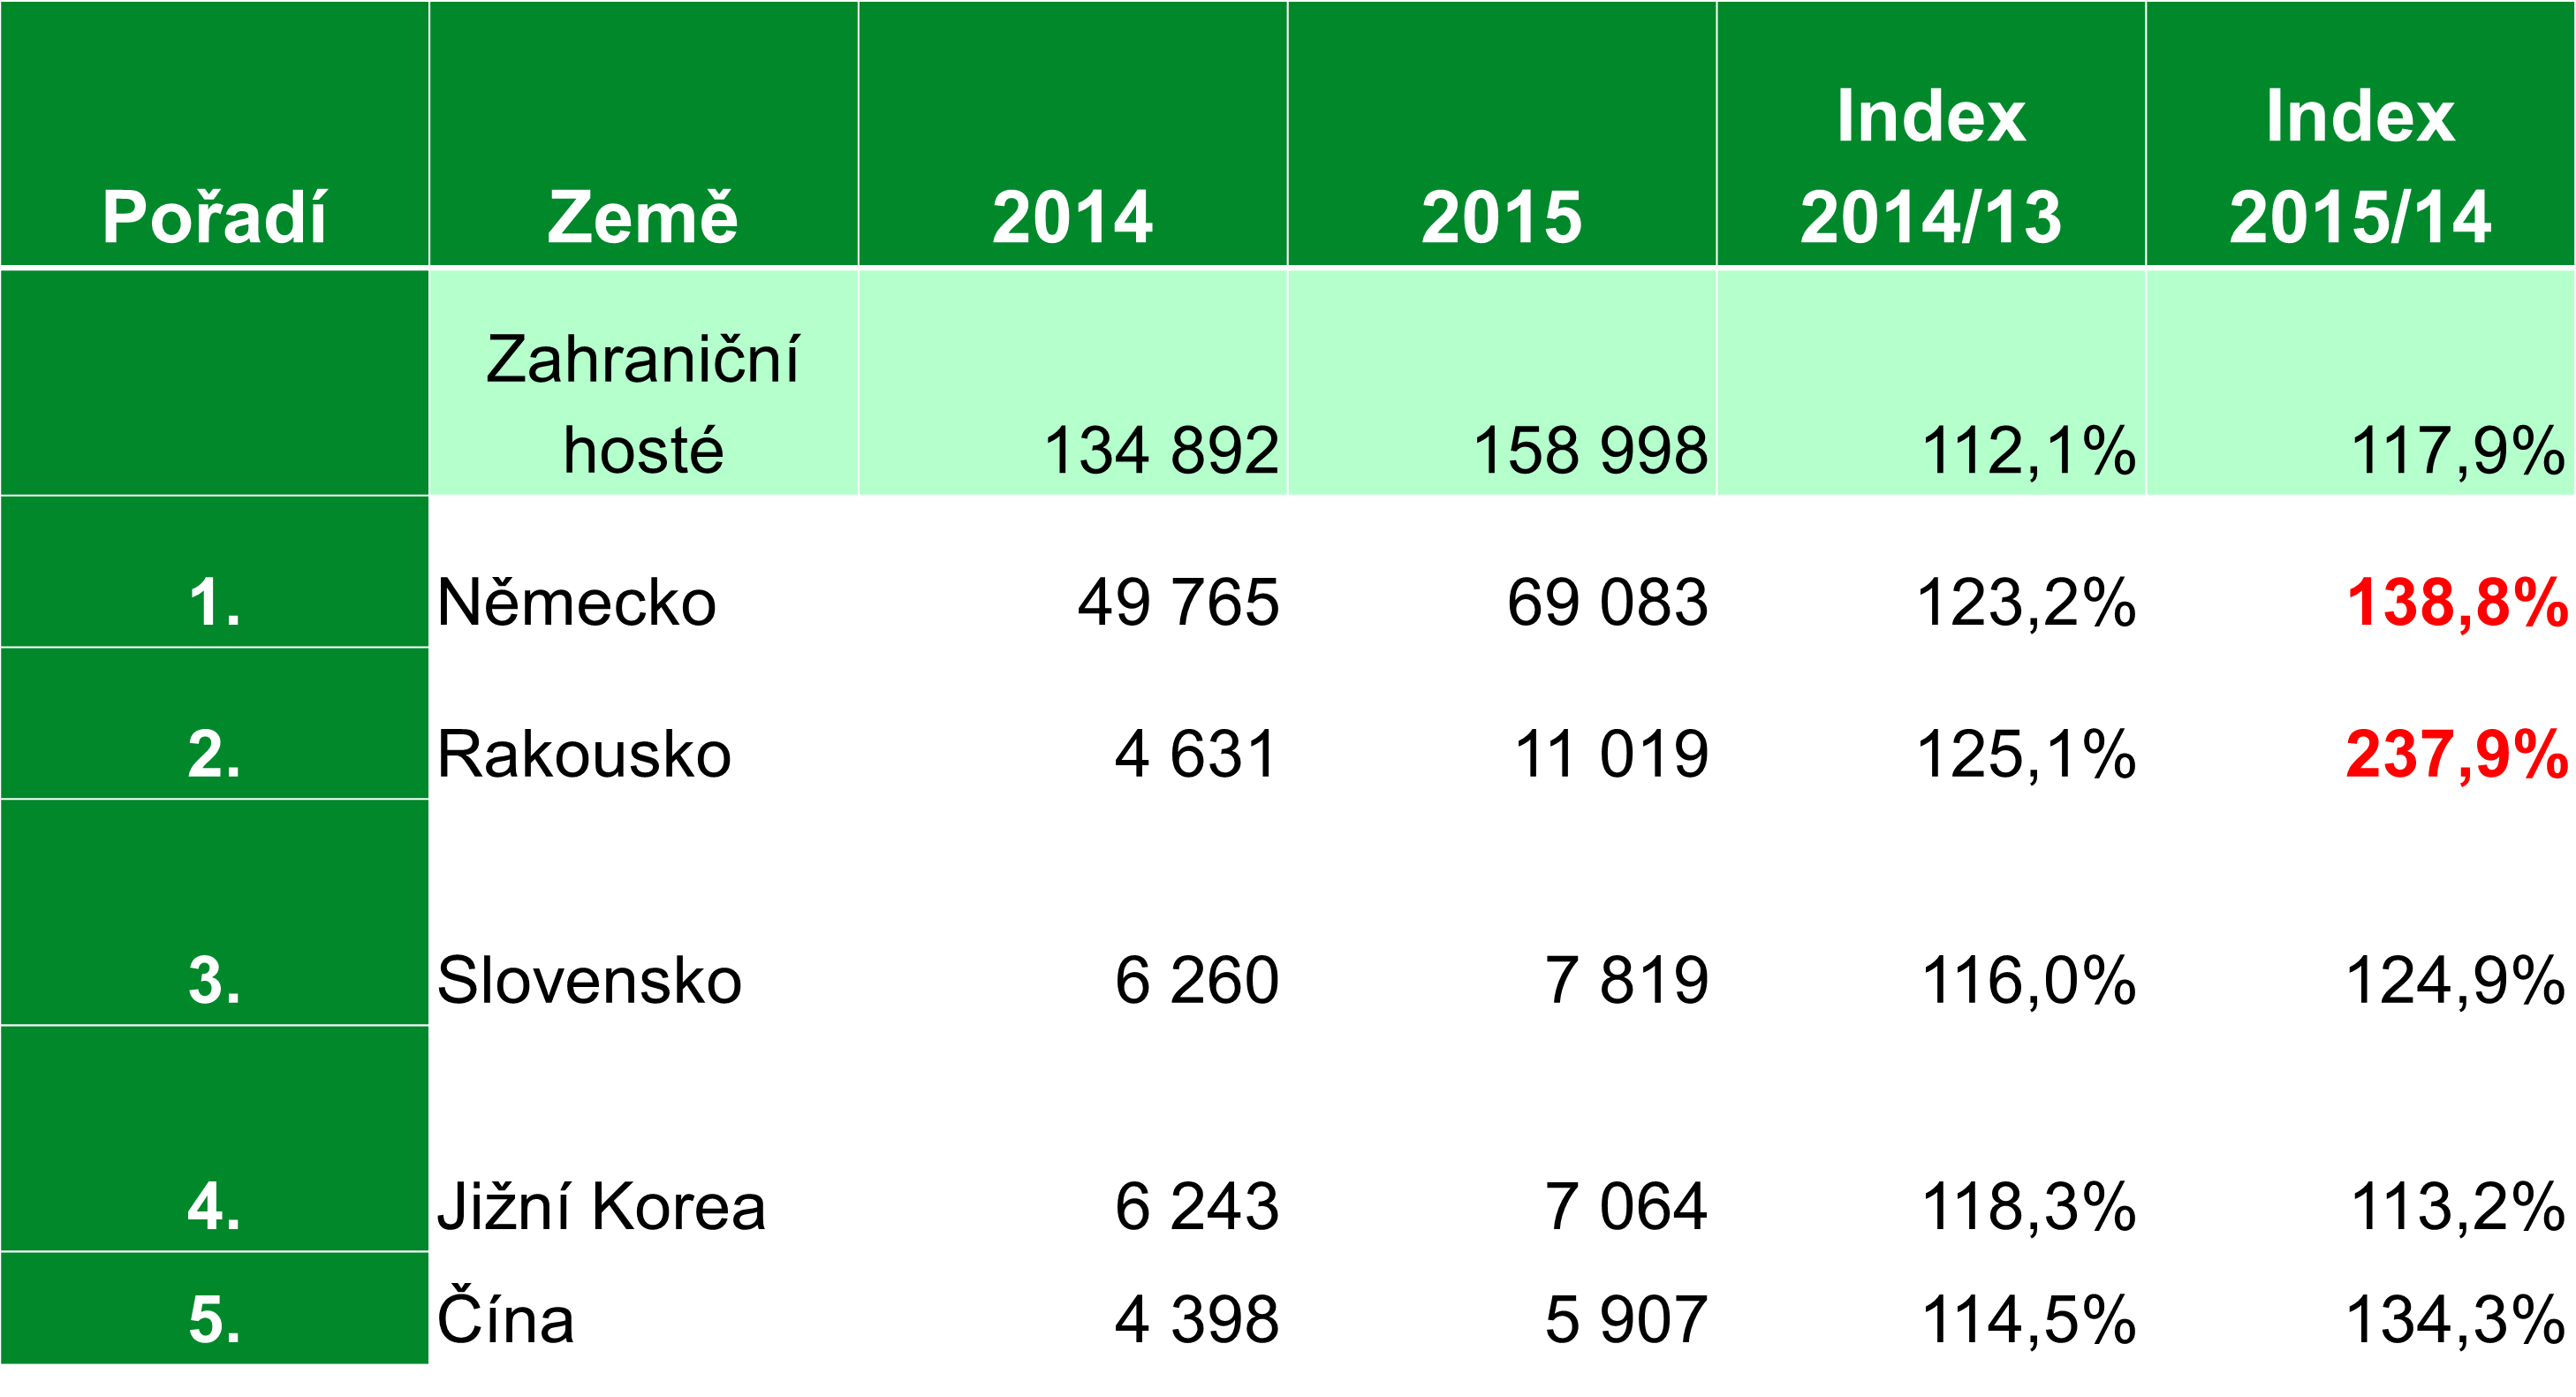 Pořadí Země 2014 2015 Index 2014/13 Index 2015/14
Zahraniční hosté 134 892 158 998 112,1% 117,9%
1. Německo 49 765 69 083 123,2% 138,8%
2. Rakousko 4 631 11 019 125,1% 237,9%
3. Slovensko 6 260 7 819 116,0% 124,9%
4. Jižní Korea 6 243 7 064 118,3% 113,2%
5. Čína 4 398 5 907 114,5% 134,3%